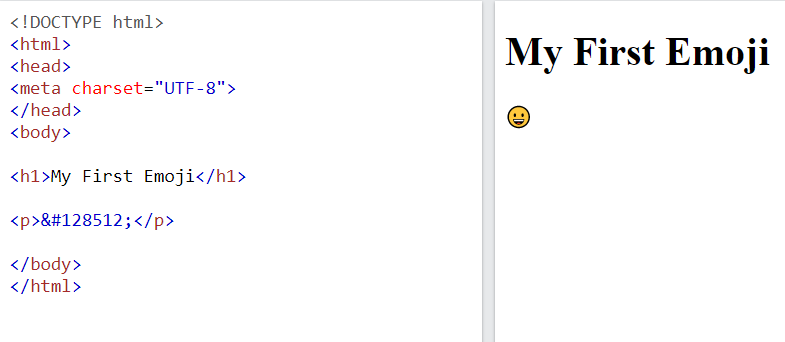 <!DOCTYPE html>
<html>
<head>
<meta charset="UTF-8">
</head>
<body>
<h1>My First Emoji</h1>
<p>&#128512;</p>
</body>
</html>
My First Emoji
😀